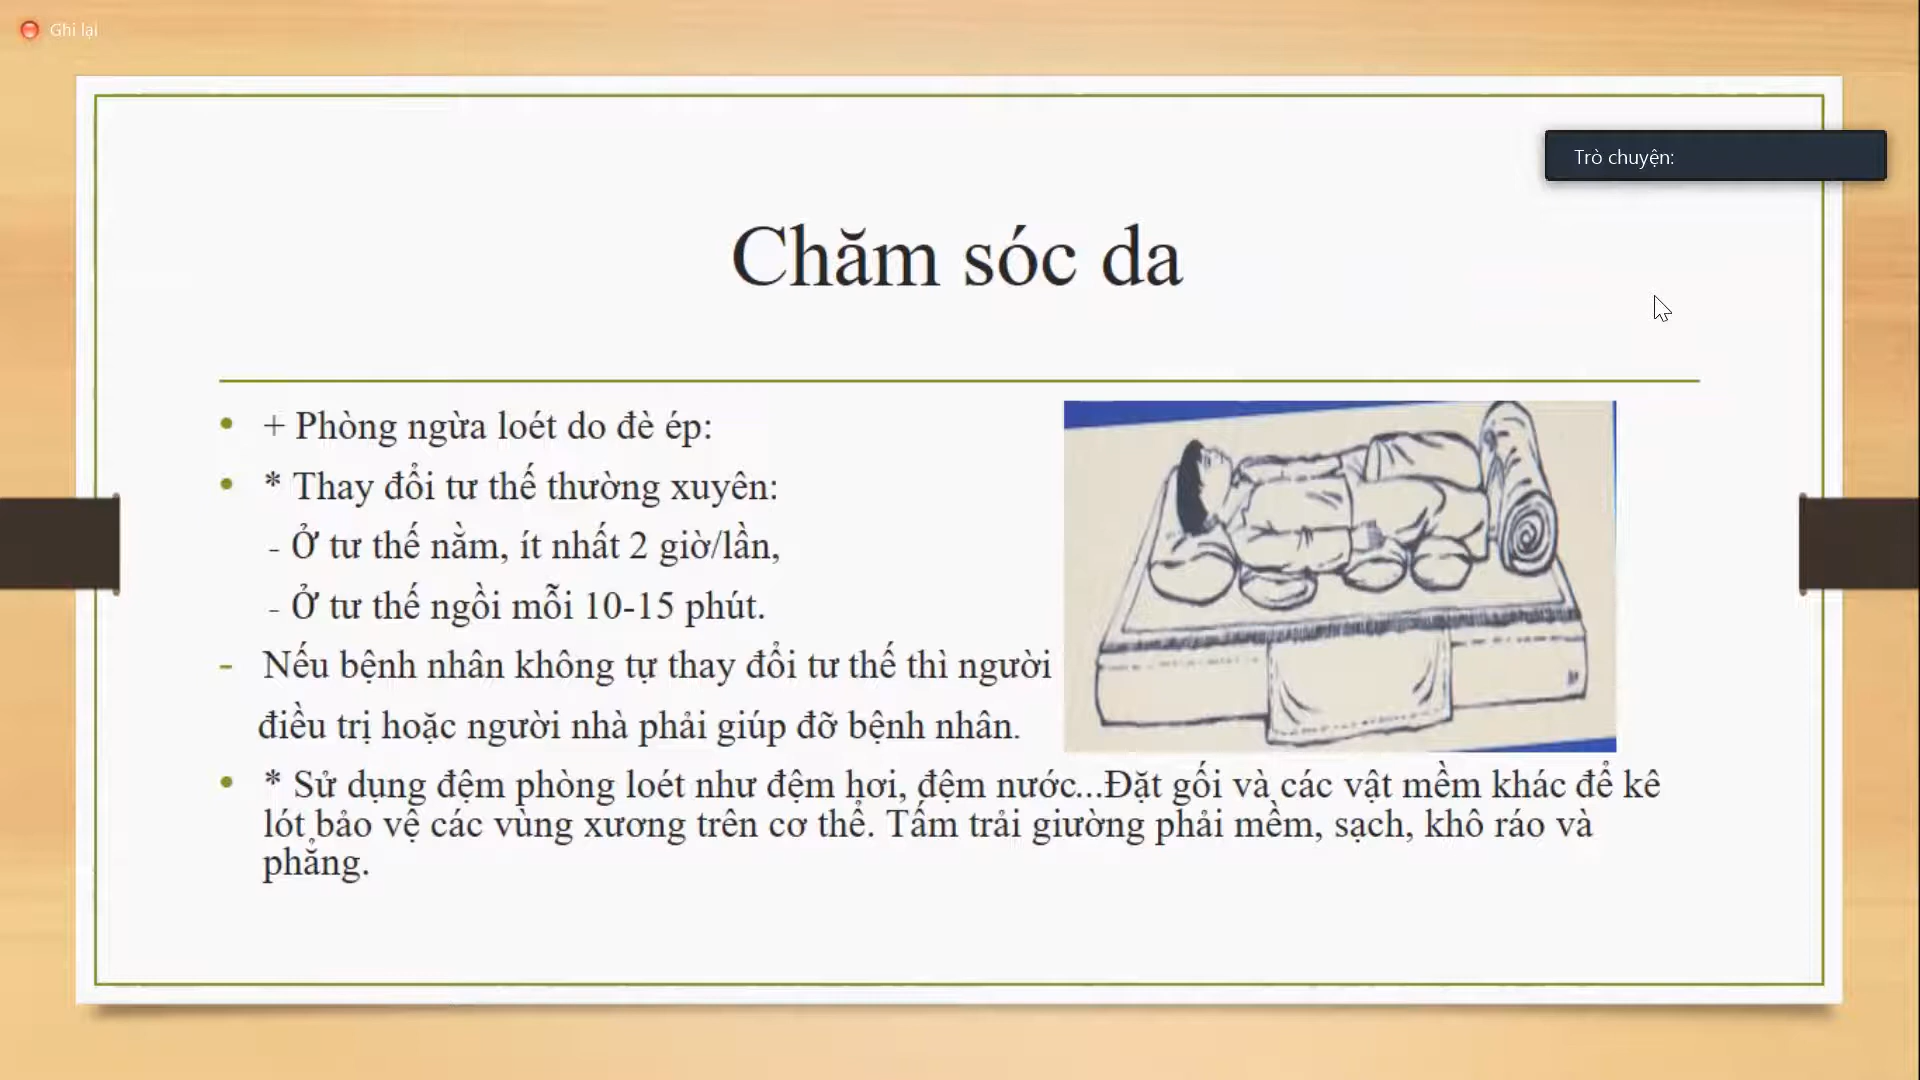 Ghi lại
Trò chuyện:
Chăm sóc da
• + Phòng ngừa loét do đè ép:
• * Thay đổi tư thế thường xuyên:
- Ở tư thế nằm, ít nhất 2 giờ/lần,
- Ở tư thế ngồi mỗi 10-15 phút.
- Nếu bệnh nhân không tự thay đổi tư thế thì người
điều trị hoặc người nhà phải giúp đỡ bệnh nhân.
• * Sử dụng đệm phòng loét như đệm hơi, đệm nước...Đặt gối và các vật mềm khác để kê
lót bảo vệ các vùng xương trên cơ thể. Tấm trải giường phải mềm, sạch, khô ráo và
phẳng.